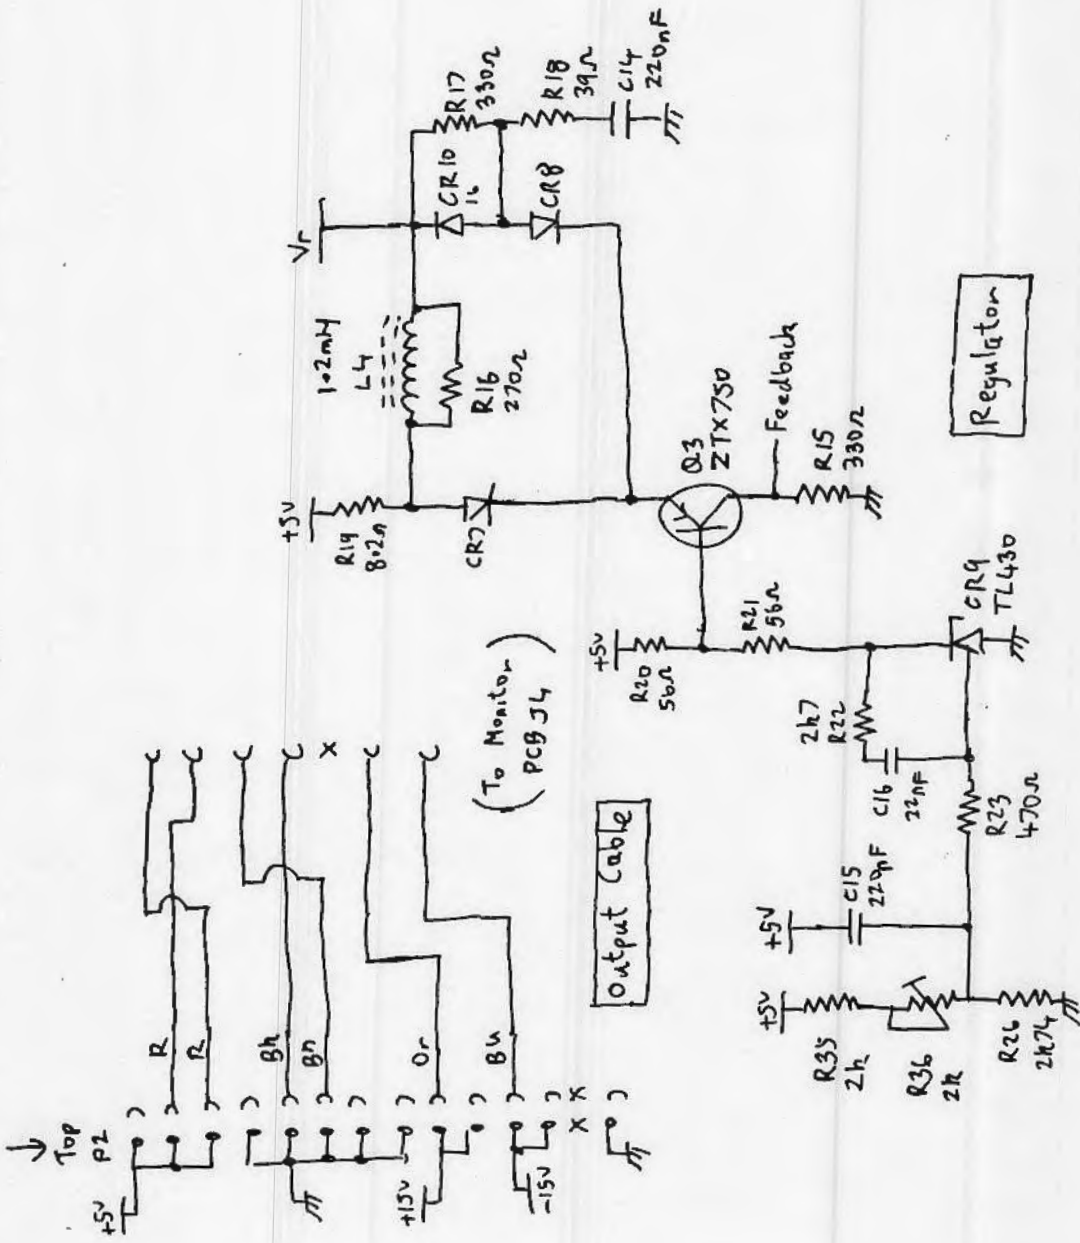 Vr
1.2mH
L4
R16
270Ω
CR10
16
R17
330Ω
R18
39Ω
C14
220nF
CR8
+5V
R19
8.2Ω
CR7
Q3
ZTX750
Feedback
R15
330Ω
+5V
R20
56Ω
R21
56Ω
2k7
R22
C16
22nF
CR9
TL430
R23
470Ω
+5V
C15
220nF
+5V
R35
2k
R36
2k
R26
2k74
Regulator
Top
P2
+5V
R
R
Bk
Bn
+15V
Or
Bu
-15V
X
X
X
(To Monitor
PCB J4)
Output Cable